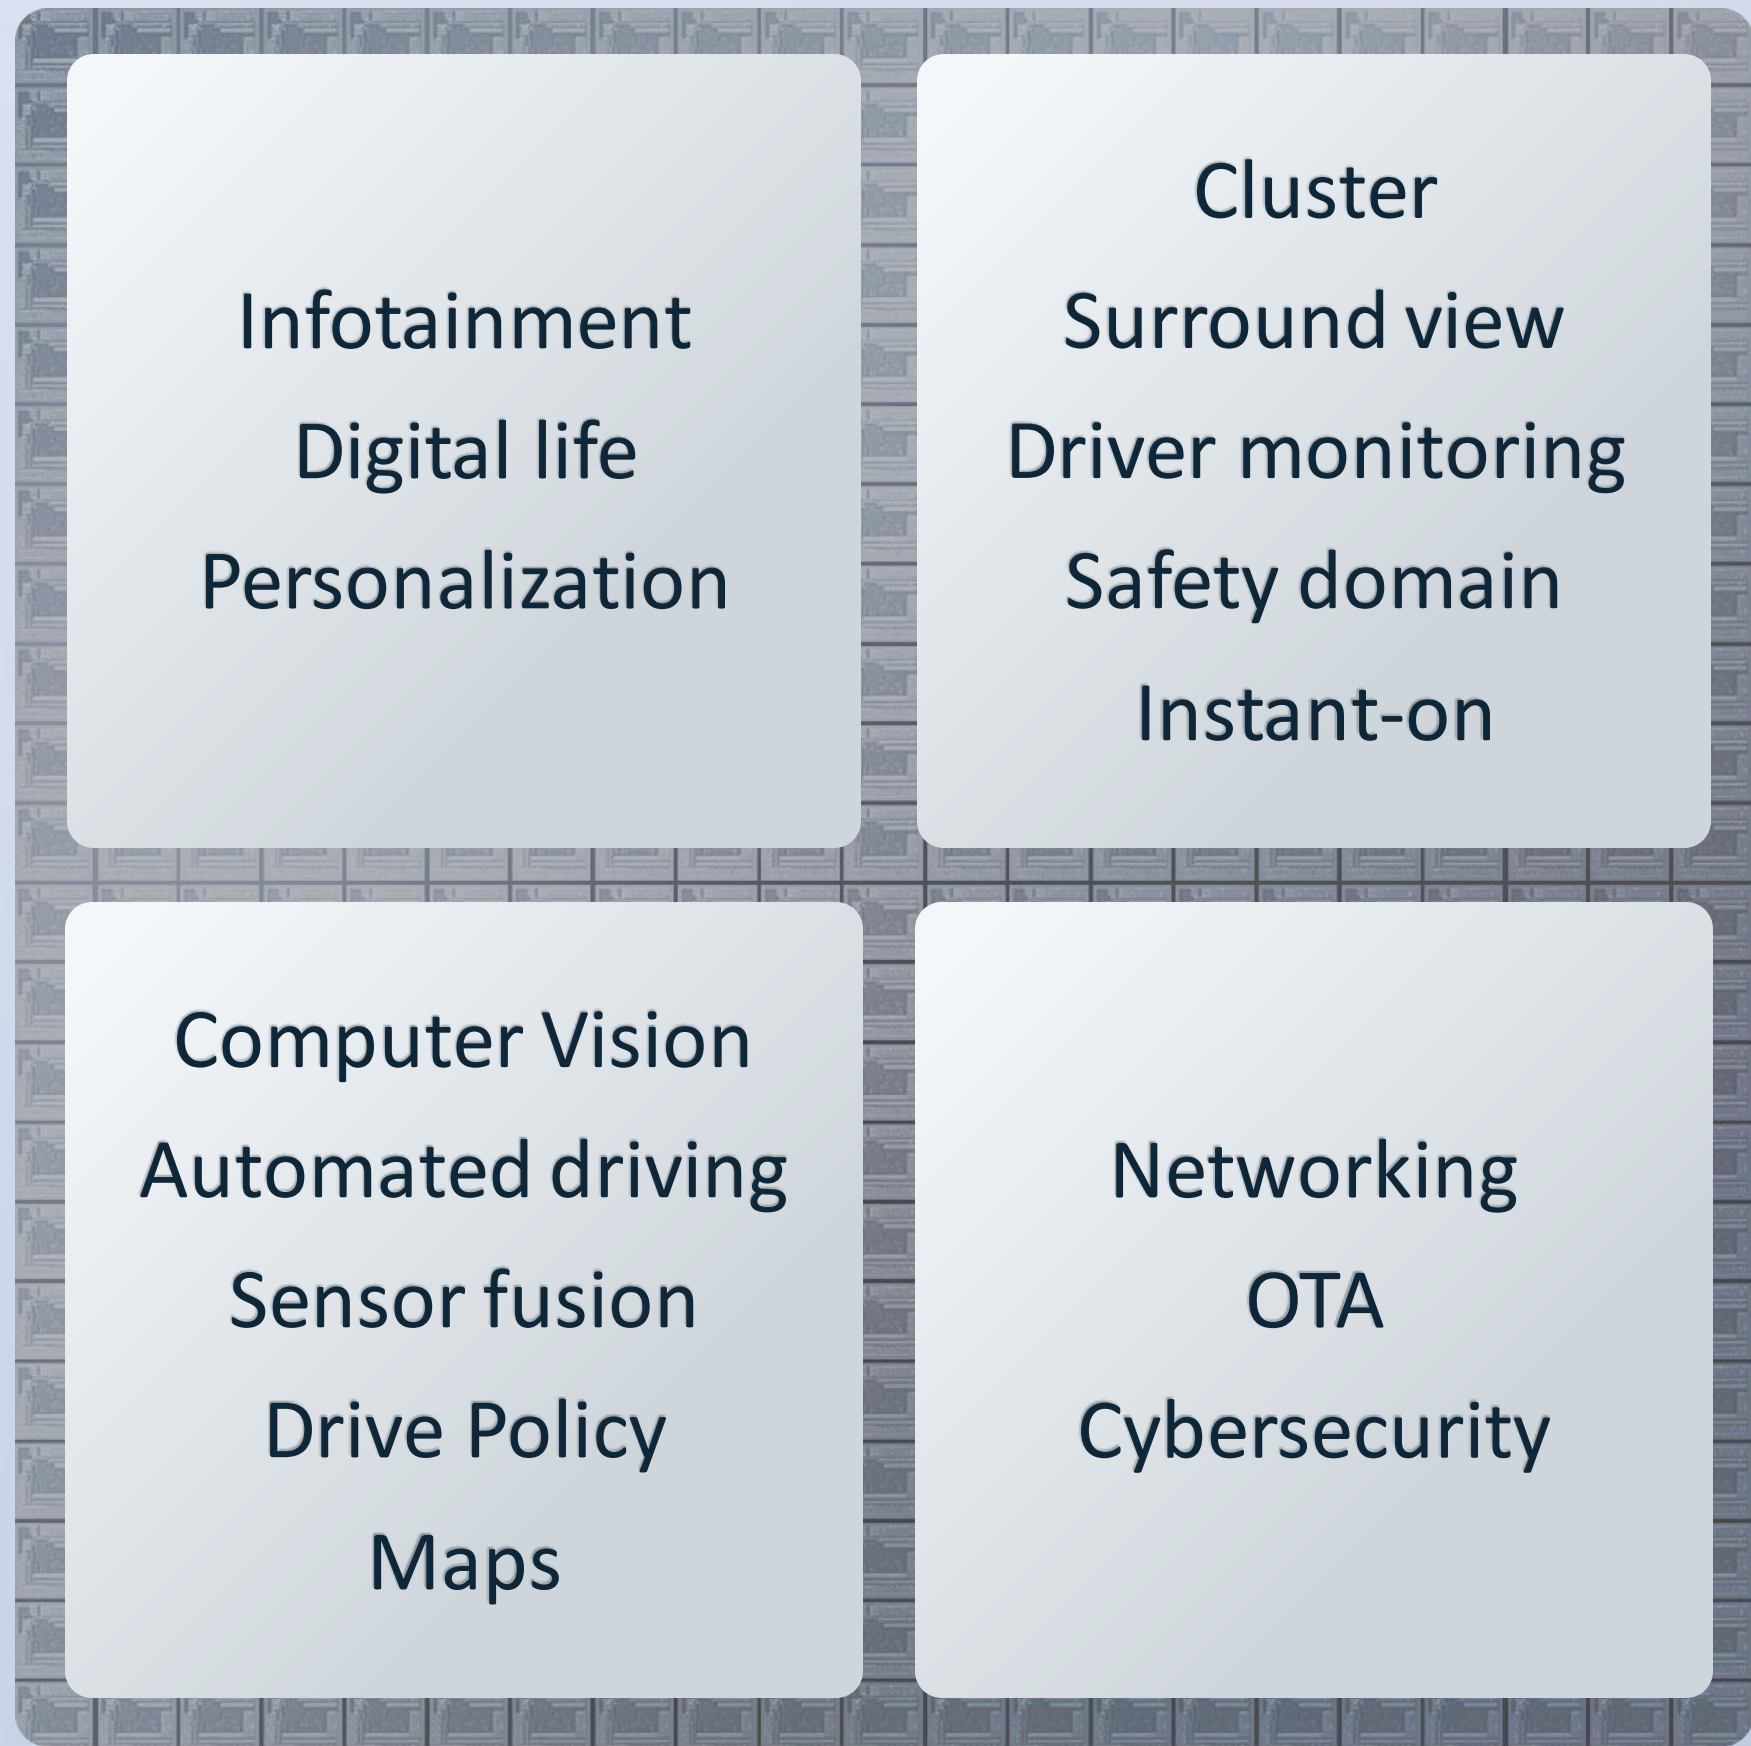 Infotainment
Digital life
Personalization
Cluster
Surround view
Driver monitoring
Safety domain
Instant-on
Computer Vision
Automated driving
Sensor fusion
Drive Policy
Maps
Networking
OTA
Cybersecurity